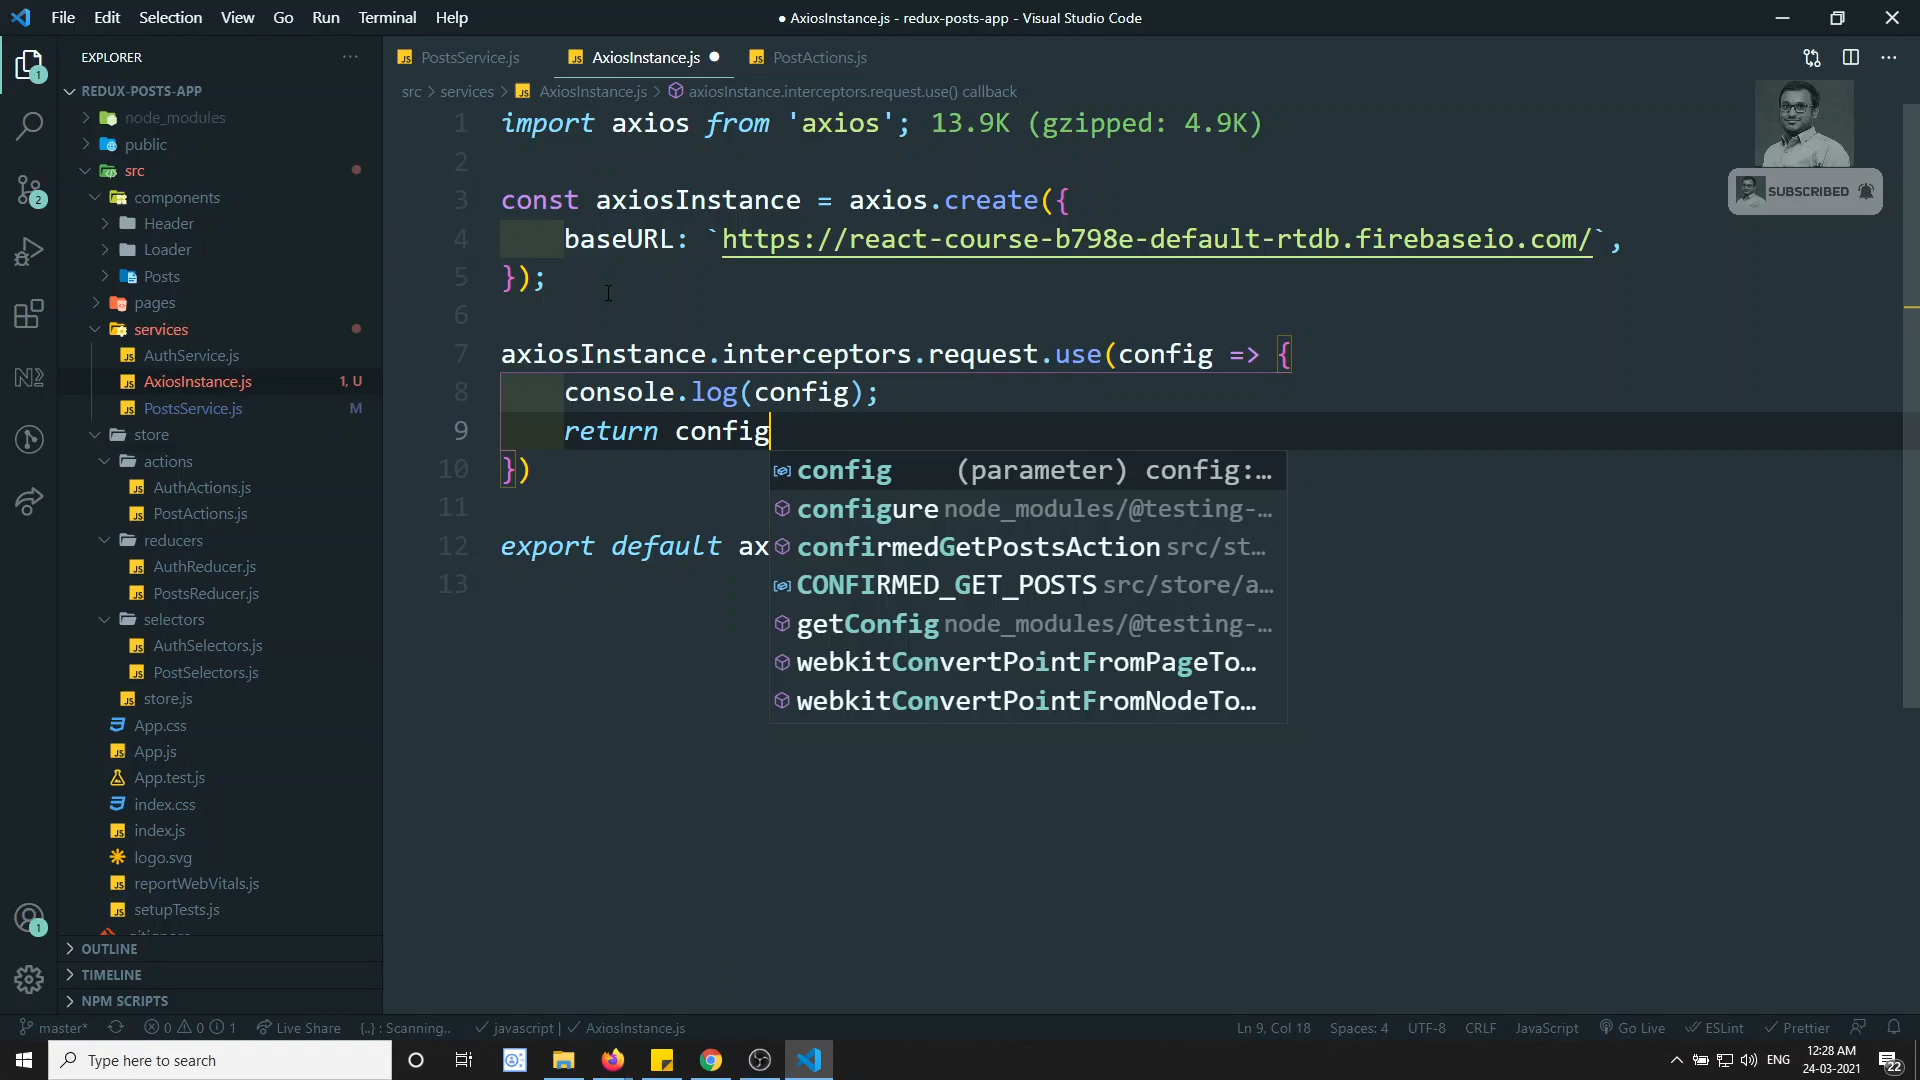 File Edit Selection View Go Run Terminal Help
● AxiosInstance.js - redux-posts-app - Visual Studio Code
EXPLORER
REDUX-POSTS-APP
node_modules
public
src
components
Header
Loader
Posts
pages
services
AuthService.js
AxiosInstance.js 1, U
PostsService.js M
store
actions
AuthActions.js
PostActions.js
reducers
AuthReducer.js
PostsReducer.js
selectors
AuthSelectors.js
PostSelectors.js
store.js
App.css
App.js
App.test.js
index.css
index.js
logo.svg
reportWebVitals.js
setupTests.js
.gitignore
OUTLINE
TIMELINE
NPM SCRIPTS
PostsService.js AxiosInstance.js ● PostActions.js
src > services > AxiosInstance.js > axiosInstance.interceptors.request.use() callback
1 import axios from 'axios'; 13.9K (gzipped: 4.9K)
2
3 const axiosInstance = axios.create({
4 baseURL: `https://react-course-b798e-default-rtdb.firebaseio.com/`,
5 });
6
7 axiosInstance.interceptors.request.use(config => {
8 console.log(config);
9 return config
10 })
11
12 export default ax
13
config (parameter) config:…
configure node_modules/@testing-…
confirmedGetPostsAction src/st…
CONFIRMED_GET_POSTS src/store/a…
getConfig node_modules/@testing-…
webkitConvertPointFromPageTo…
webkitConvertPointFromNodeTo…
SUBSCRIBED
master* 0 0 1 Live Share {..} : Scanning.. javascript | AxiosInstance.js
Ln 9, Col 18 Spaces: 4 UTF-8 CRLF JavaScript Go Live ESLint Prettier
Type here to search
ENG
12:28 AM
24-03-2021
22